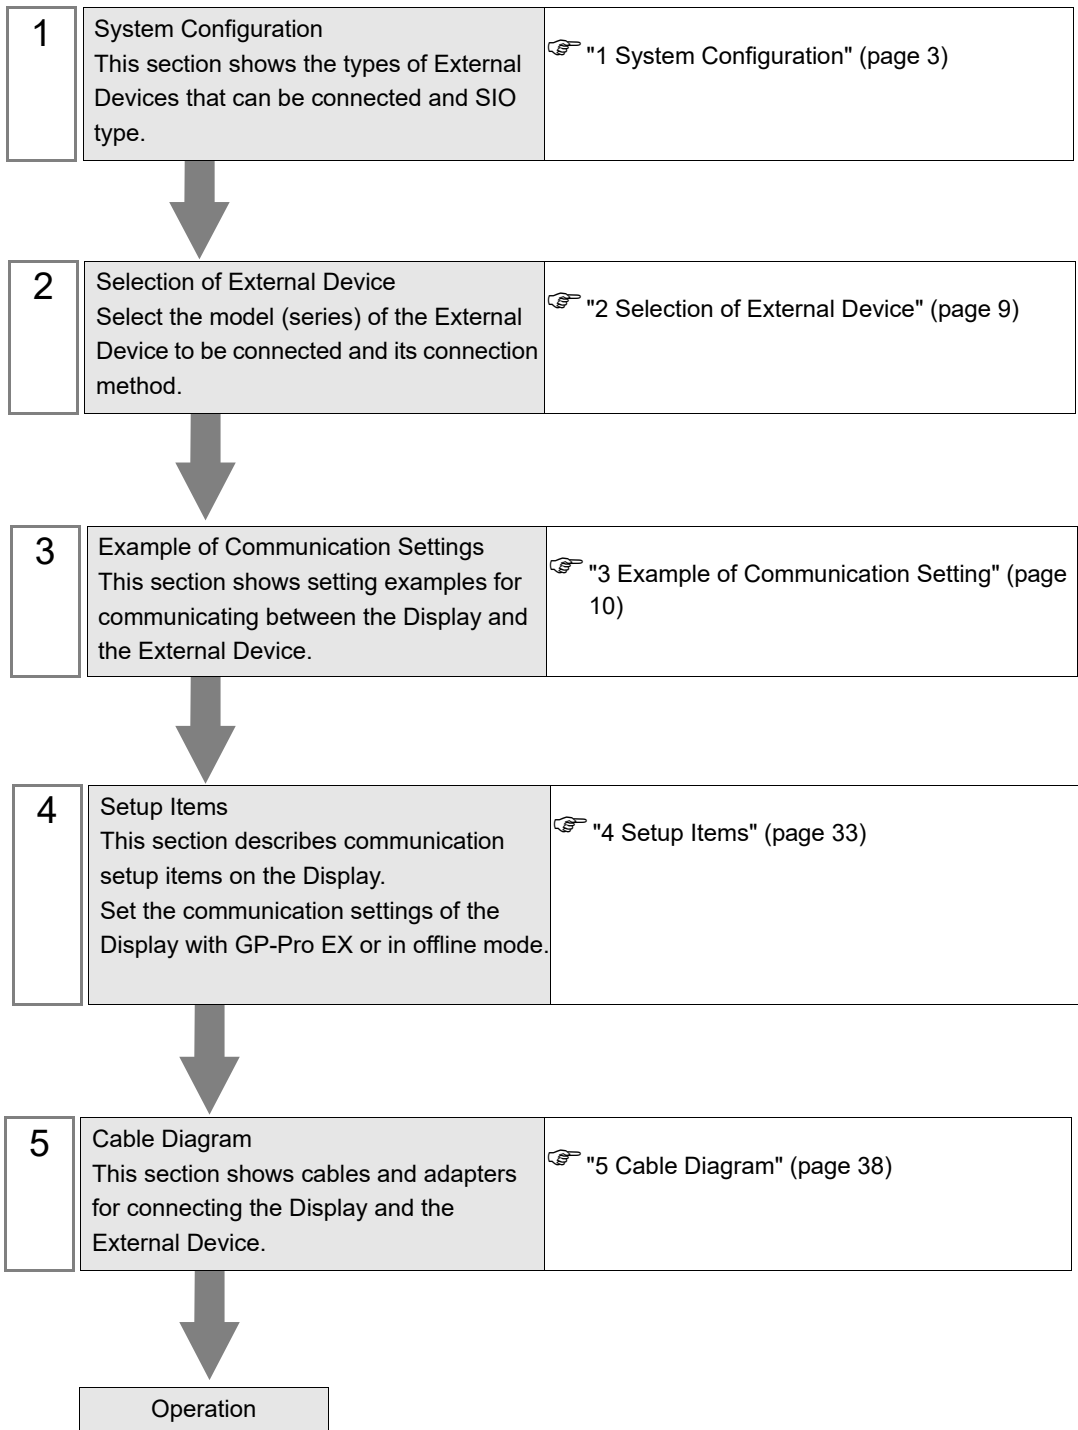 1
System Configuration
This section shows the types of External
Devices that can be connected and SIO
type.
"1 System Configuration" (page 3)
2
Selection of External Device
Select the model (series) of the External
Device to be connected and its connection
method.
"2 Selection of External Device" (page 9)
3
Example of Communication Settings
This section shows setting examples for
communicating between the Display and
the External Device.
"3 Example of Communication Setting" (page
10)
4
Setup Items
This section describes communication
setup items on the Display.
Set the communication settings of the
Display with GP-Pro EX or in offline mode.
"4 Setup Items" (page 33)
5
Cable Diagram
This section shows cables and adapters
for connecting the Display and the
External Device.
"5 Cable Diagram" (page 38)
Operation